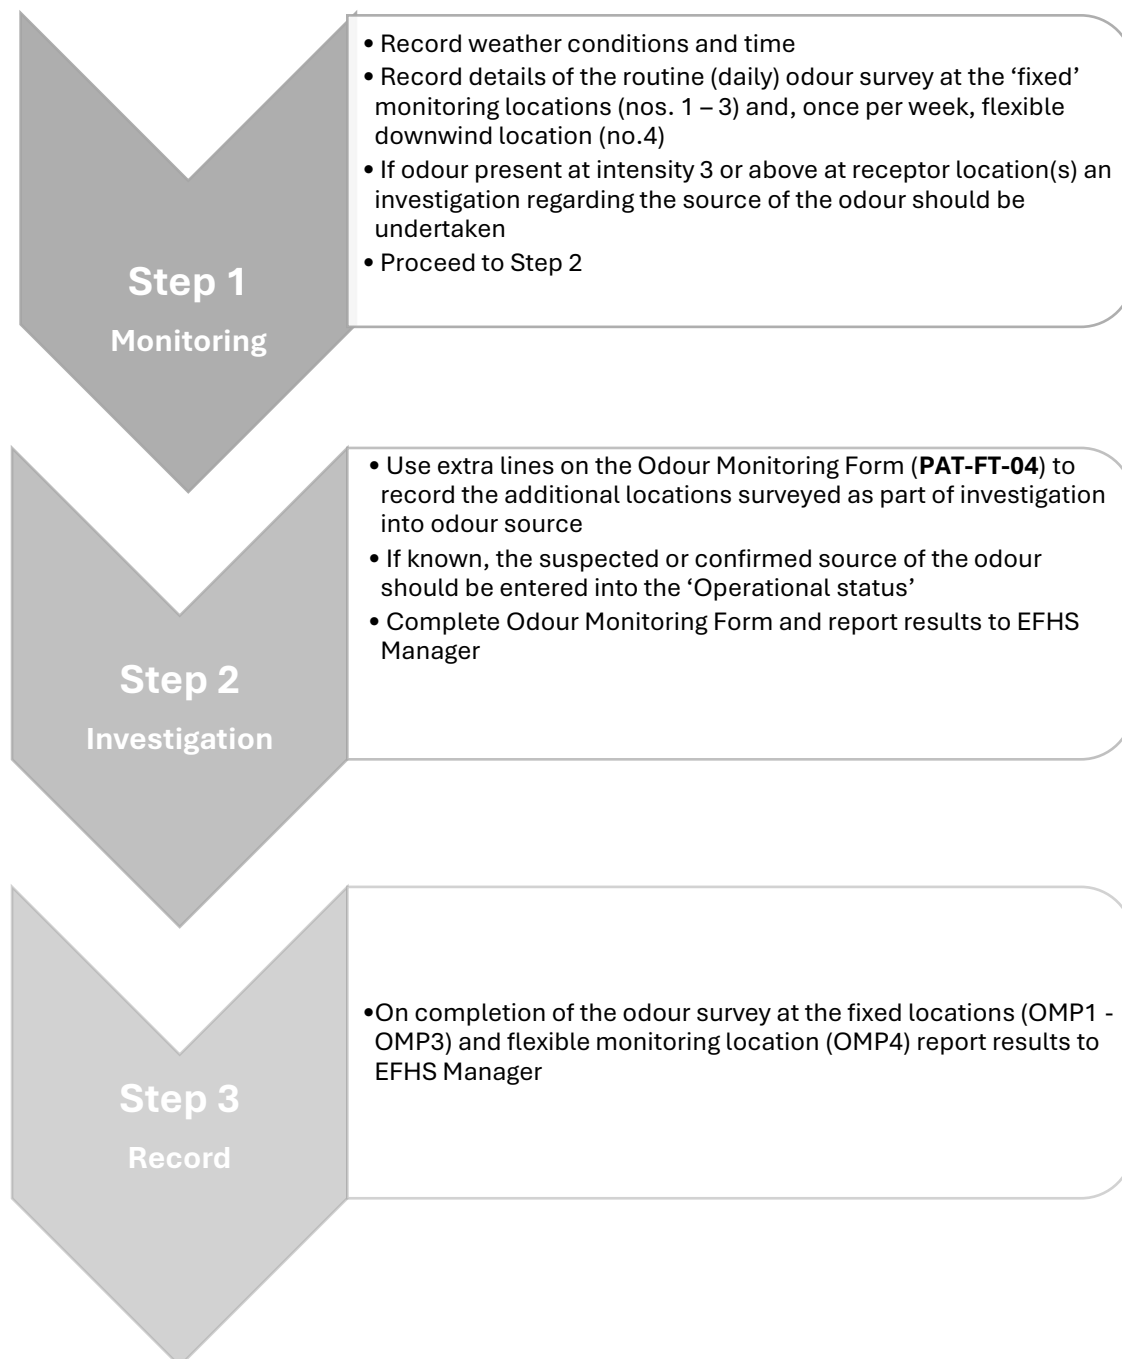 • Record weather conditions and time
• Record details of the routine (daily) odour survey at the ‘fixed’
monitoring locations (nos. 1 – 3) and, once per week, flexible
downwind location (no.4)
• If odour present at intensity 3 or above at receptor location(s) an
investigation regarding the source of the odour should be
undertaken
• Proceed to Step 2
Step 1
Monitoring
• Use extra lines on the Odour Monitoring Form (PAT-FT-04) to
record the additional locations surveyed as part of investigation
into odour source
• If known, the suspected or confirmed source of the odour
should be entered into the ‘Operational status’
• Complete Odour Monitoring Form and report results to EFHS
Manager
Step 2
Investigation
•On completion of the odour survey at the fixed locations (OMP1 -
OMP3) and flexible monitoring location (OMP4) report results to
EFHS Manager
Step 3
Record